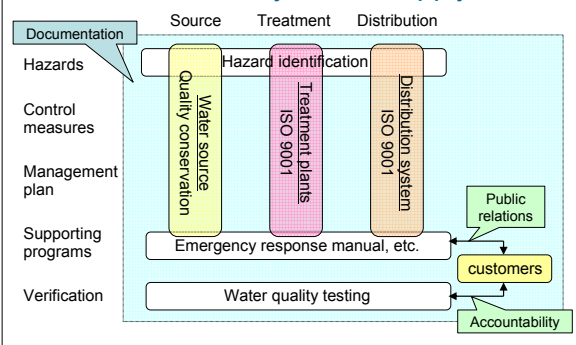 Source Treatment Distribution
Documentation
Hazards
Hazard identification
Water source
Quality conservation
Treatment plants
ISO 9001
Distribution system
ISO 9001
Control
measures
Management
plan
Public
relations
Supporting
programs
Emergency response manual, etc.
customers
Verification
Water quality testing
Accountability